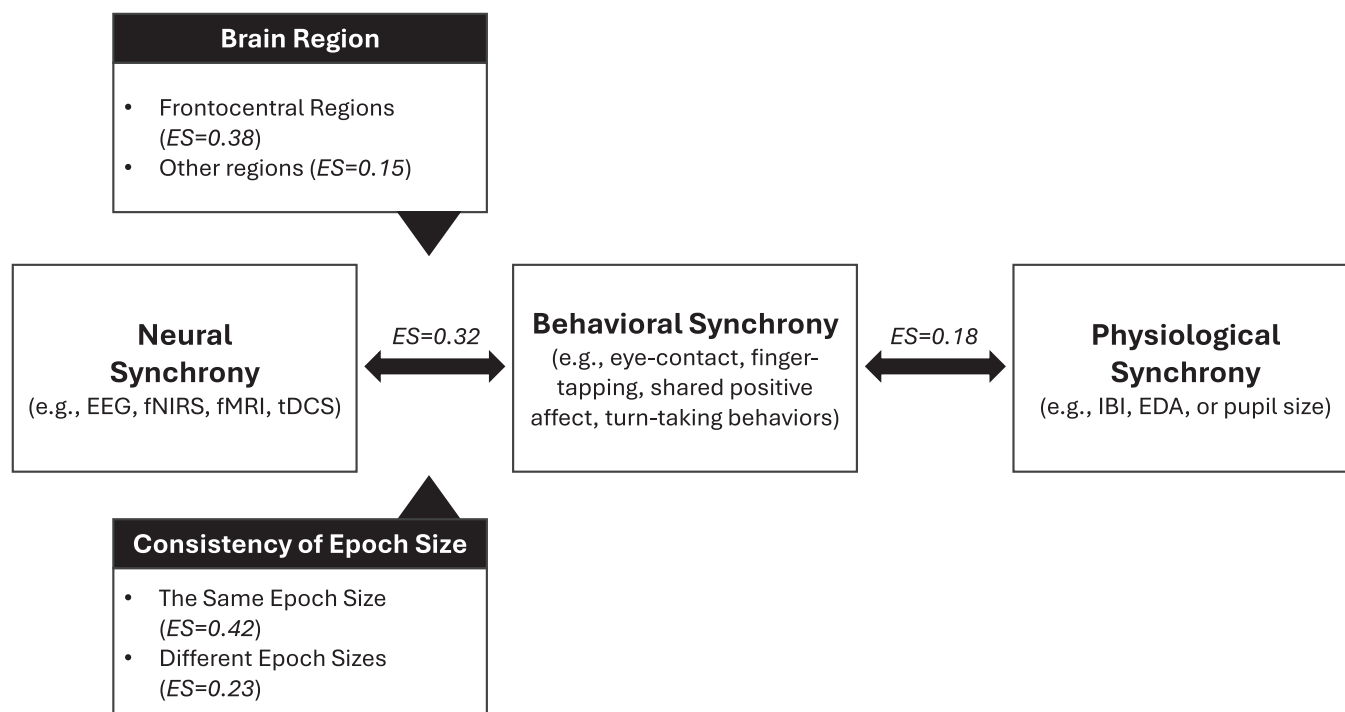 Brain Region
• Frontocentral Regions
(ES=0.38)
• Other regions (ES=0.15)
Neural
Synchrony
(e.g., EEG, fNIRS, fMRI, tDCS)
ES=0.32
Behavioral Synchrony
(e.g., eye-contact, finger-
tapping, shared positive
affect, turn-taking behaviors)
ES=0.18
Physiological
Synchrony
(e.g., IBI, EDA, or pupil size)
Consistency of Epoch Size
• The Same Epoch Size
(ES=0.42)
• Different Epoch Sizes
(ES=0.23)